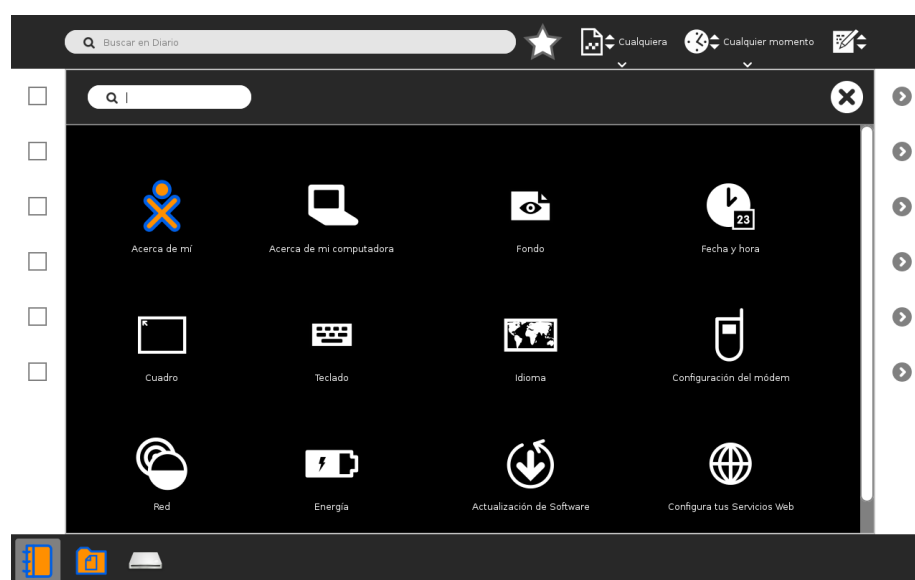 Buscar en Diario
Cualquiera
Cualquier momento
Acerca de mí
Acerca de mi computadora
Fondo
23
Fecha y hora
Cuadro
Teclado
Idioma
Configuración del módem
Red
Energía
Actualización de Software
Configura tus Servicios Web